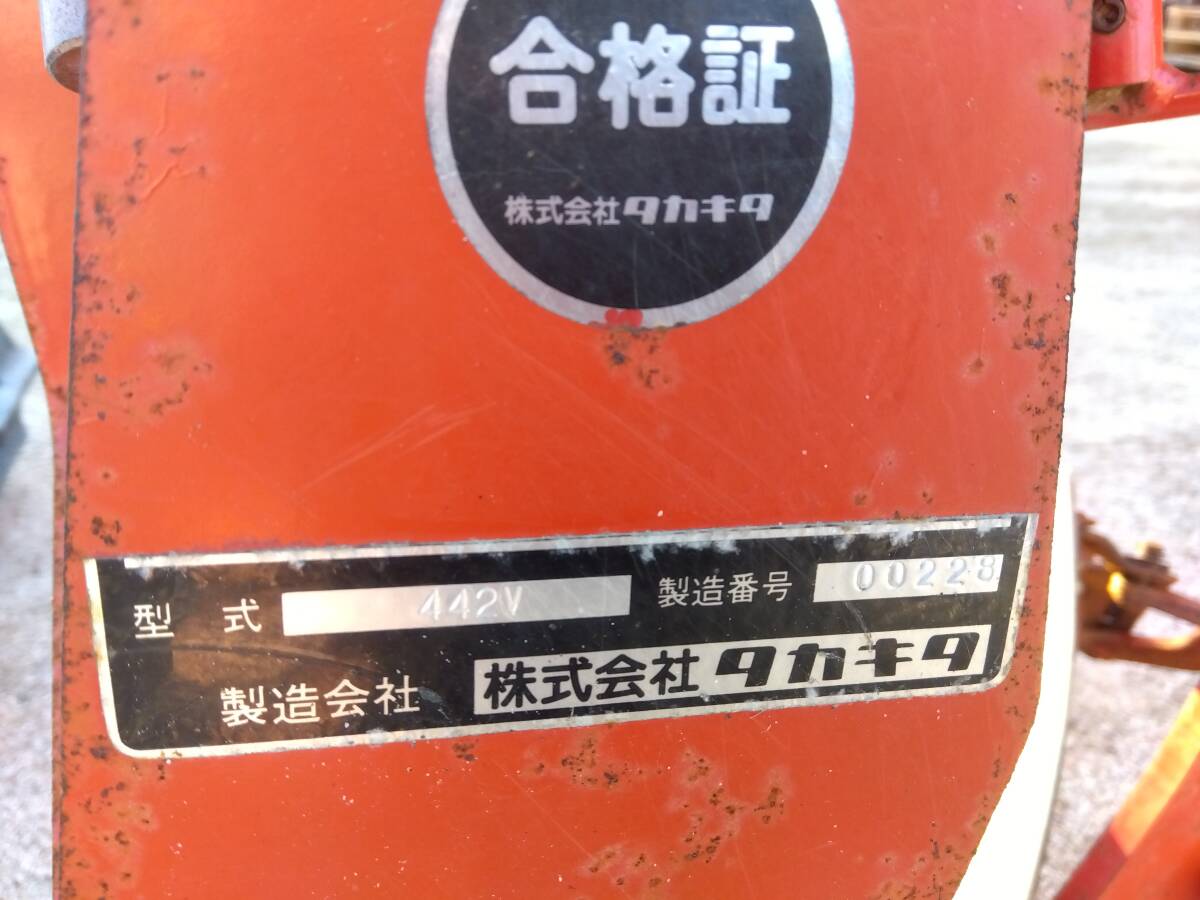 合格証
株式会社タカキタ
型 式 442V 製造番号 00228
製造会社 株式会社タカキタ